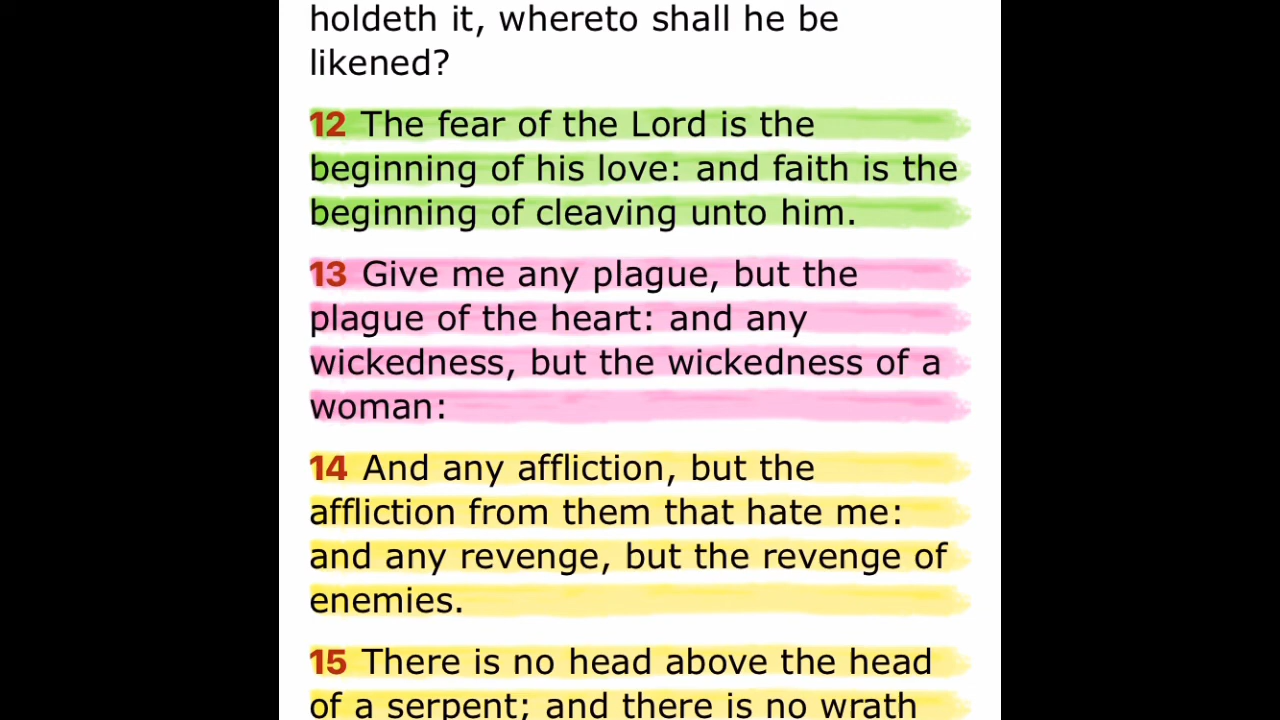 holdeth it, whereto shall he be
likened?
12 The fear of the Lord is the
beginning of his love: and faith is the
beginning of cleaving unto him.
13 Give me any plague, but the
plague of the heart: and any
wickedness, but the wickedness of a
woman:
14 And any affliction, but the
affliction from them that hate me:
and any revenge, but the revenge of
enemies.
15 There is no head above the head
of a serpent; and there is no wrath